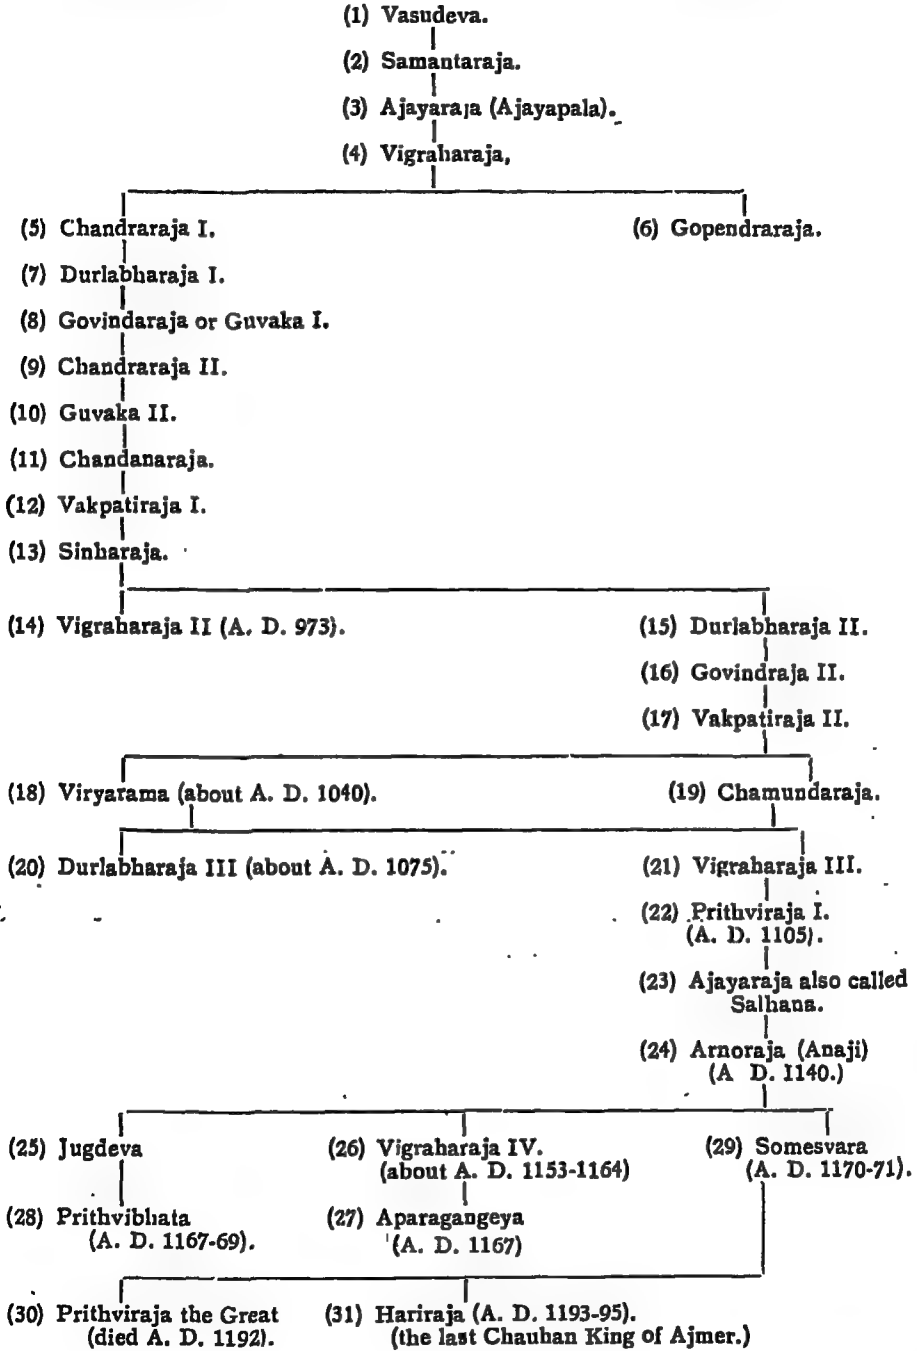 (1) Vasudeva.
(2) Samantaraja.
(3) Ajayaraja (Ajayapala).
(4) Vigraharaja,
(5) Chandraraja I.
(6) Gopendraraja.
(7) Durlabharaja I.
(8) Govindaraja or Guvaka I.
(9) Chandraraja II.
(10) Guvaka II.
(11) Chandanaraja.
(12) Vakpatiraja I.
(13) Sinharaja.
(14) Vigraharaja II (A. D. 973).
(15) Durlabharaja II.
(16) Govindraja II.
(17) Vakpatiraja II.
(18) Viryarama (about A. D. 1040).
(19) Chamundaraja.
(20) Durlabharaja III (about A. D. 1075).
(21) Vigraharaja III.
(22) Prithviraja I.
(A. D. 1105).
(23) Ajayaraja also called
Salhana.
(24) Arnoraja (Anaji)
(A D. 1140.)
(25) Jugdeva
(26) Vigraharaja IV.
(about A. D. 1153-1164)
(29) Somesvara
(A. D. 1170-71).
(28) Prithvibhata
(A. D. 1167-69).
(27) Aparagangeya
(A. D. 1167)
(30) Prithviraja the Great
(died A. D. 1192).
(31) Hariraja (A. D. 1193-95).
(the last Chauhan King of Ajmer.)